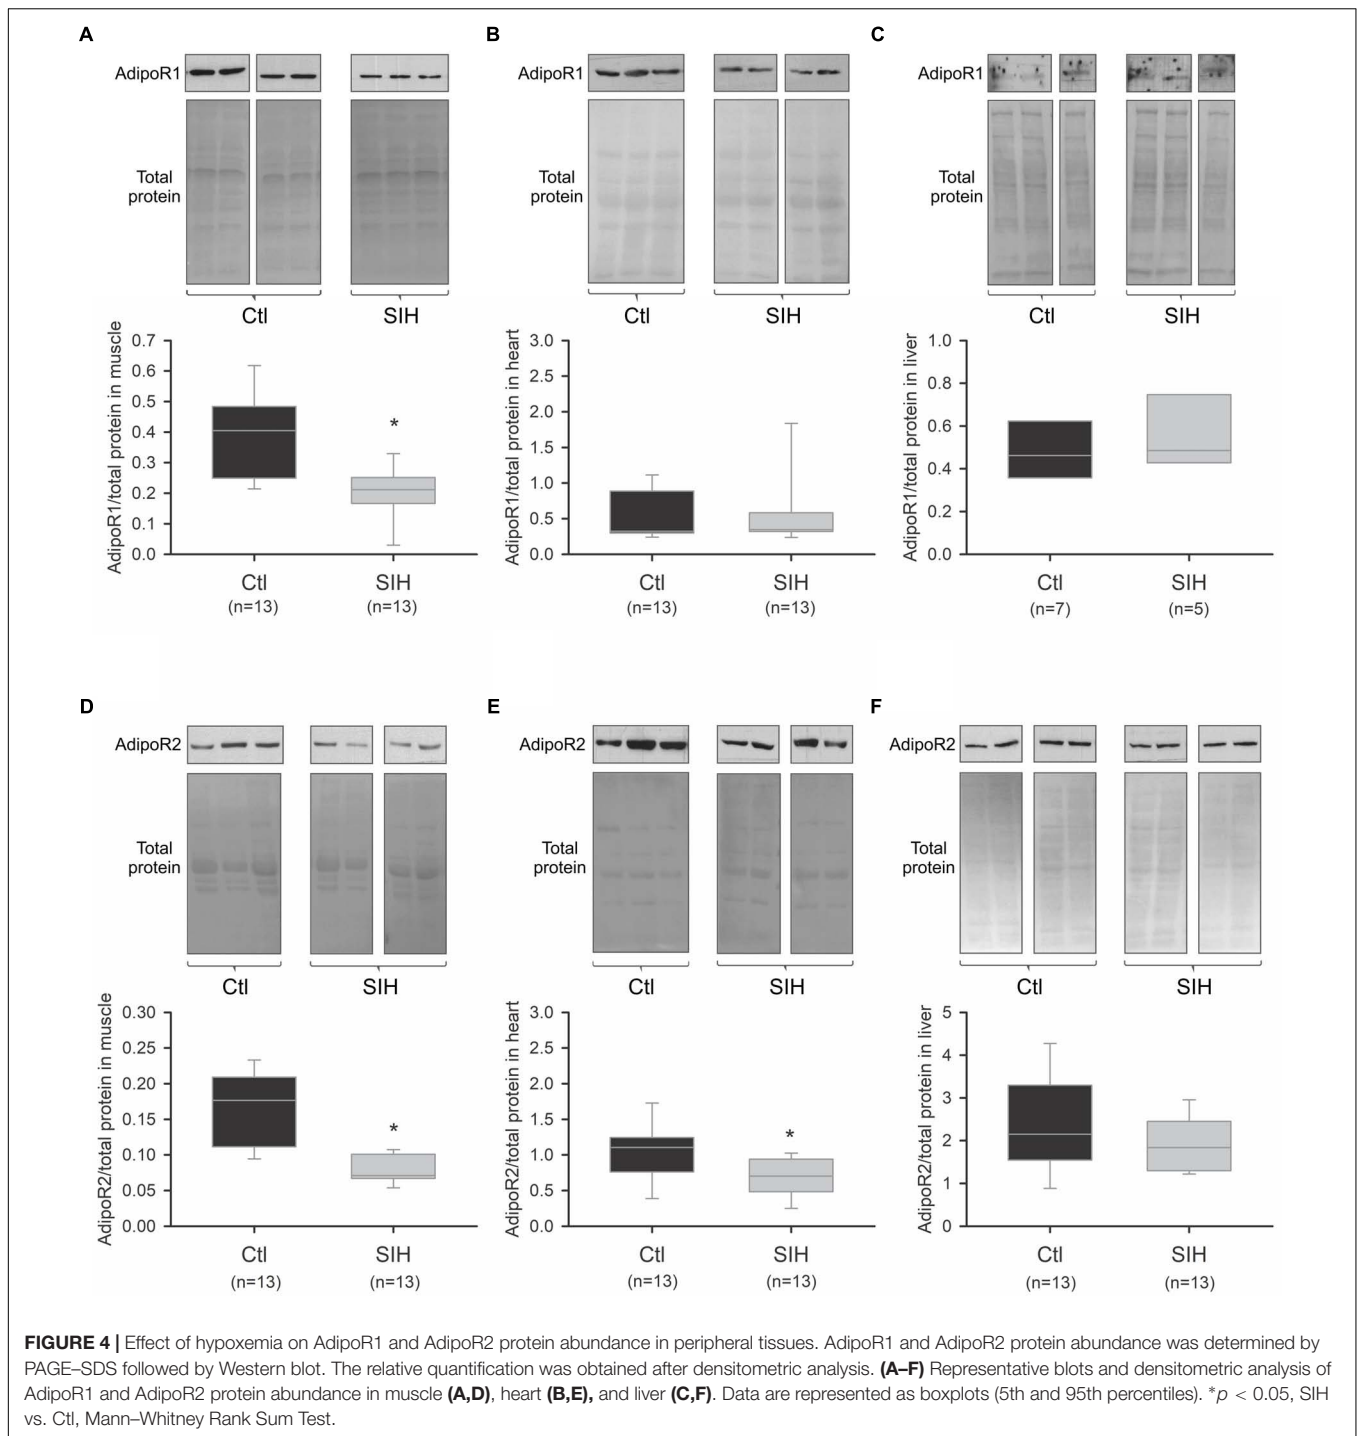 A
B
C
AdipoR1
AdipoR1
AdipoR1
Total
protein
Total
protein
Total
protein
Ctl
SIH
Ctl
SIH
Ctl
SIH
AdipoR1/total protein in muscle
0.7
0.6
0.5
0.4
0.3
0.2
0.1
0.0
*
Ctl
SIH
(n=13)
(n=13)
AdipoR1/total protein in heart
3.0
2.5
2.0
1.5
1.0
0.5
0.0
Ctl
SIH
(n=13)
(n=13)
AdipoR1/total protein in liver
1.0
0.8
0.6
0.4
0.2
0.0
Ctl
SIH
(n=7)
(n=5)
D
E
F
AdipoR2
AdipoR2
AdipoR2
Total
protein
Total
protein
Total
protein
Ctl
SIH
Ctl
SIH
Ctl
SIH
AdipoR2/total protein in muscle
0.30
0.25
0.20
0.15
0.10
0.05
0.00
*
Ctl
SIH
(n=13)
(n=13)
AdipoR2/total protein in heart
3.0
2.5
2.0
1.5
1.0
0.5
0.0
*
Ctl
SIH
(n=13)
(n=13)
AdipoR2/total protein in liver
5
4
3
2
1
0
Ctl
SIH
(n=13)
(n=13)
FIGURE 4 | Effect of hypoxemia on AdipoR1 and AdipoR2 protein abundance in peripheral tissues. AdipoR1 and AdipoR2 protein abundance was determined by
PAGE–SDS followed by Western blot. The relative quantification was obtained after densitometric analysis. (A–F) Representative blots and densitometric analysis of
AdipoR1 and AdipoR2 protein abundance in muscle (A,D), heart (B,E), and liver (C,F). Data are represented as boxplots (5th and 95th percentiles). *p < 0.05, SIH
vs. Ctl, Mann–Whitney Rank Sum Test.